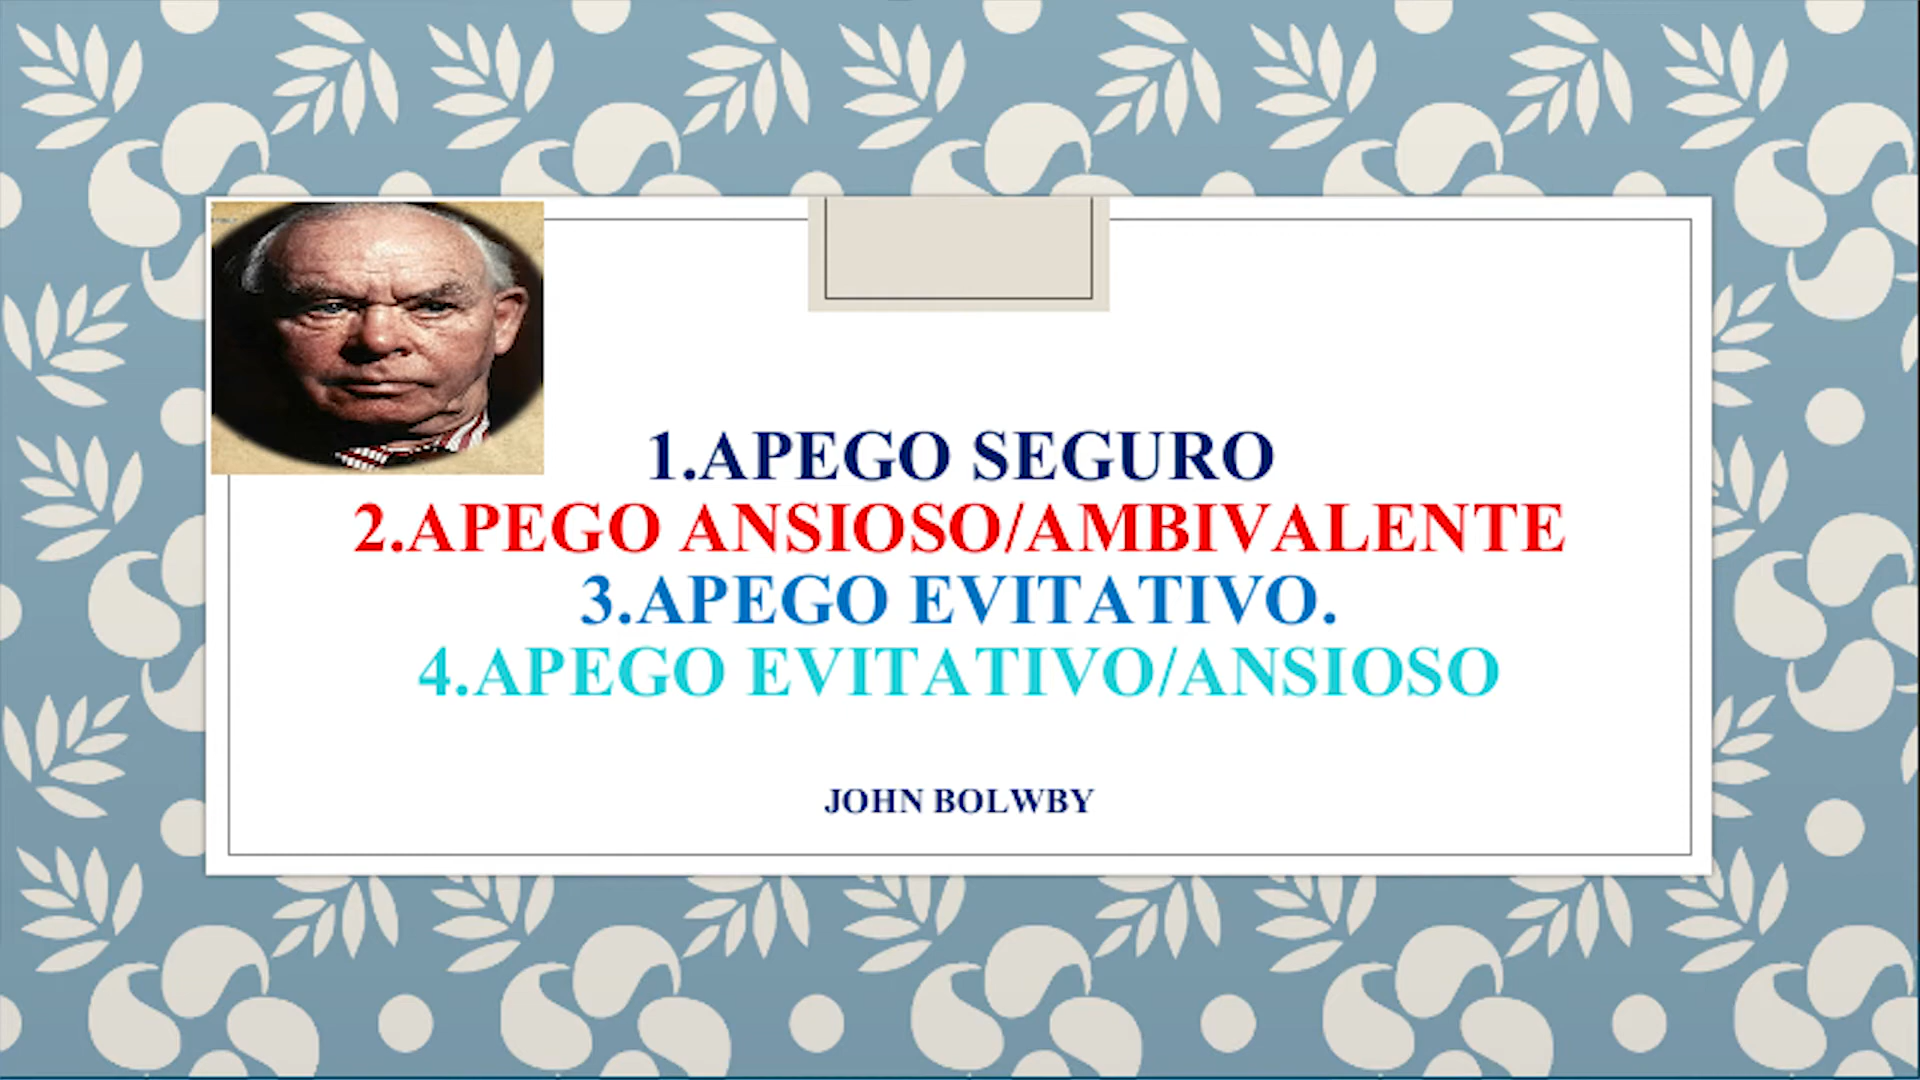 1.APEGO SEGURO
2.APEGO ANSIOSO/AMBIVALENTE
3.APEGO EVITATIVO.
4.APEGO EVITATIVO/ANSIOSO
JOHN BOLWBY